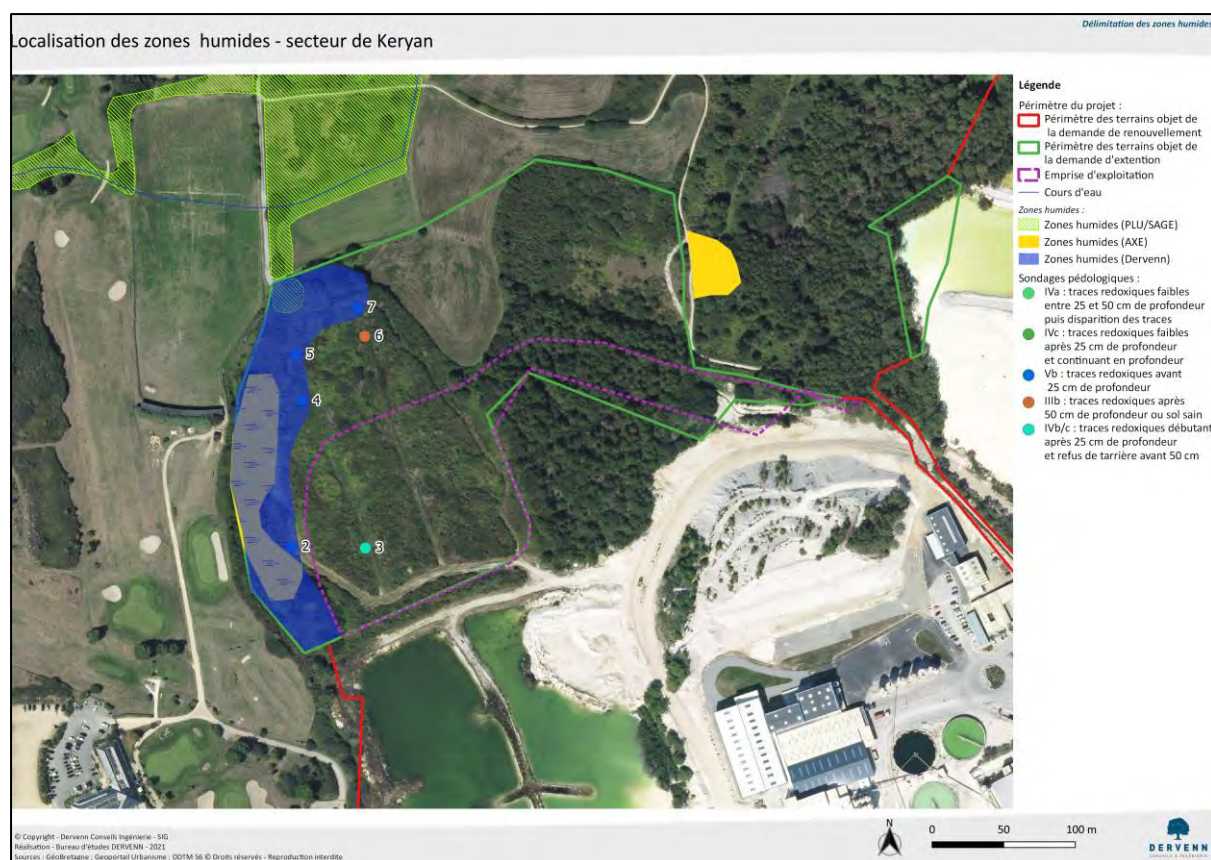 Délimitation des zones humides
Localisation des zones humides - secteur de Keryan
Légende
Périmètre du projet :
Périmètre des terrains objet de
la demande de renouvellement
Périmètre des terrains objet de
la demande d'extention
Emprise d'exploitation
Cours d'eau
Zones humides :
Zones humides (PLU/SAGE)
Zones humides (AXE)
Zones humides (Dervenn)
Sondages pédologiques :
IVa : traces redoxiques faibles
entre 25 et 50 cm de profondeur
puis disparition des traces
IVc : traces redoxiques faibles
après 25 cm de profondeur
et continuant en profondeur
Vb : traces redoxiques avant
25 cm de profondeur
IIIb : traces redoxiques après
50 cm de profondeur ou sol sain
IVb/c : traces redoxiques débutant
après 25 cm de profondeur
et refus de tarrière avant 50 cm
7
6
5
4
2
3
© Copyright - Dervenn Conseils Ingénierie - SIG
Réalisation - Bureau d'études DERVENN - 2021
Sources : GéoBretagne ; Geoportail Urbanisme ; DDTM 56 © Droits réservés - Reproduction interdite
N
0 50 100 m
DERVENN
CONSEILS & INGÉNIERIE